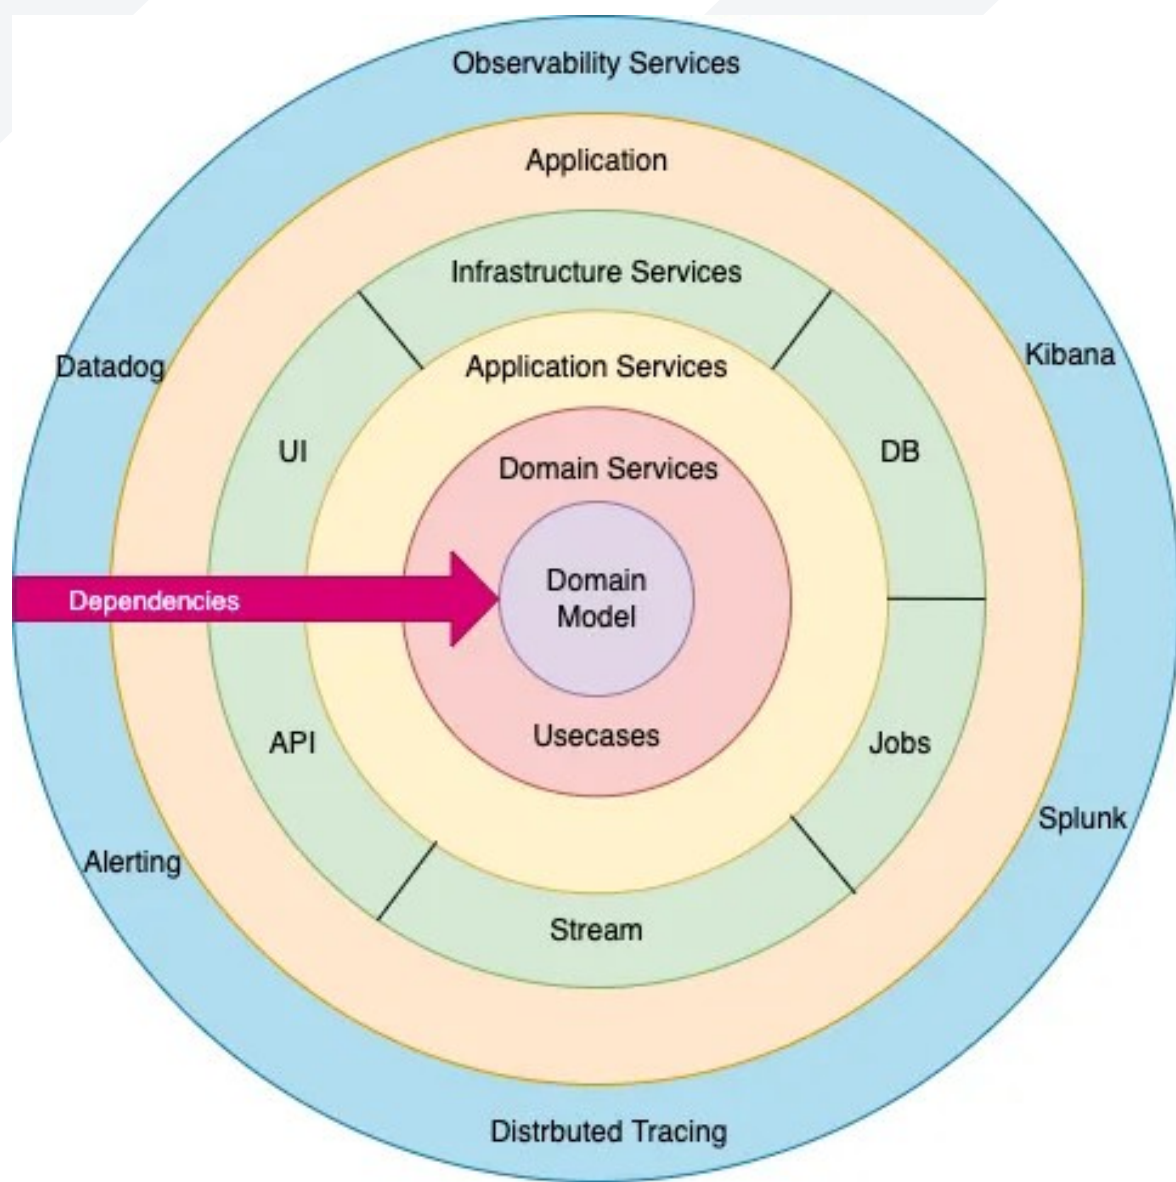 Observability Services
Application
Infrastructure Services
Datadog
Kibana
Application Services
UI
DB
Domain Services
Dependencies
Domain
Model
Usecases
API
Jobs
Splunk
Alerting
Stream
Distrbuted Tracing